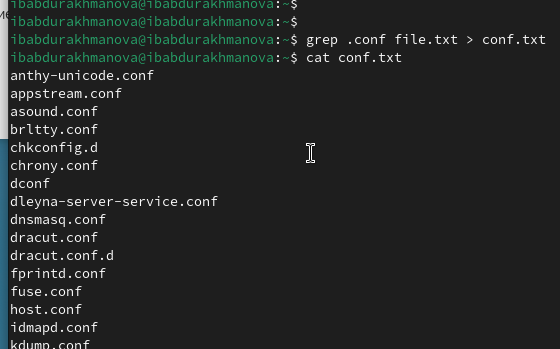 ibabdurakhmanova@ibabdurakhmanova:~$
ibabdurakhmanova@ibabdurakhmanova:~$
ibabdurakhmanova@ibabdurakhmanova:~$ grep .conf file.txt > conf.txt
ibabdurakhmanova@ibabdurakhmanova:~$ cat conf.txt
anthy-unicode.conf
appstream.conf
asound.conf
brltty.conf
chkconfig.d
chrony.conf
dconf
dleyna-server-service.conf
dnsmasq.conf
dracut.conf
dracut.conf.d
fprintd.conf
fuse.conf
host.conf
idmapd.conf
kdump.conf